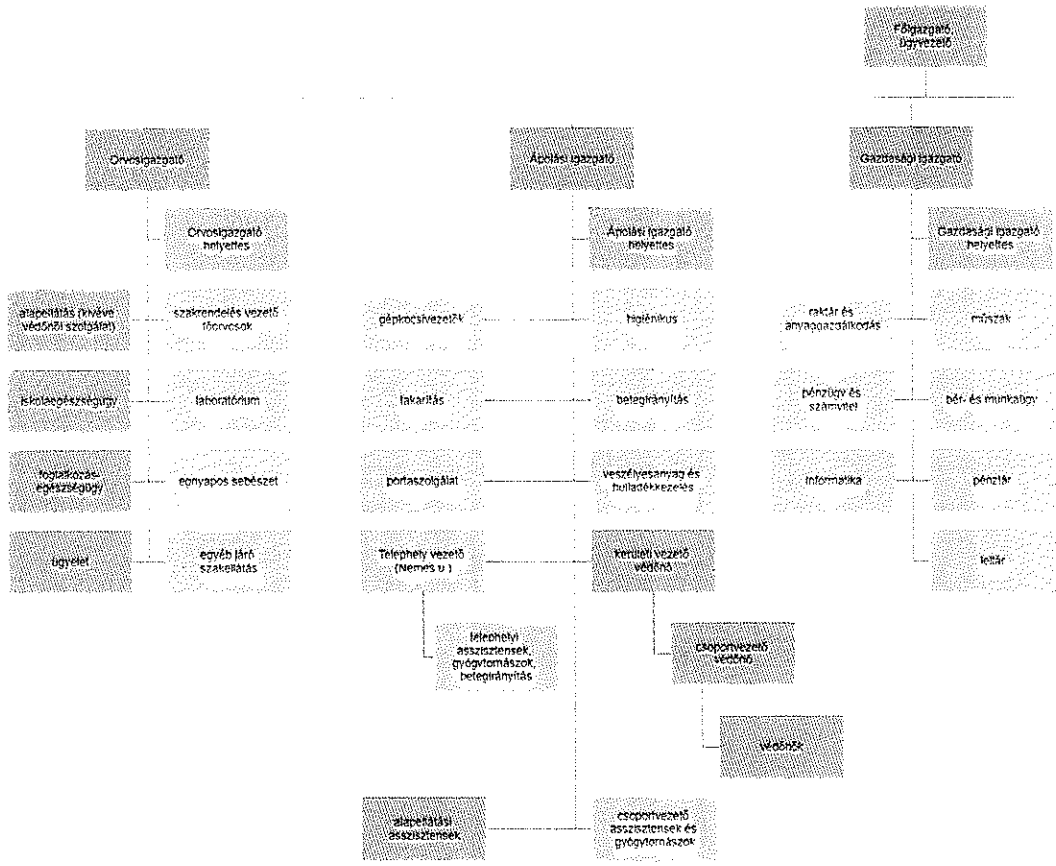 Főigazgató,
ügyvezető
Orvosigazgató
Ápolási igazgató
Gazdasági igazgató
Orvosigazgató
helyettes
Ápolási igazgató
helyettes
Gazdasági igazgató
helyettes
alapellátás (kivéve
védőnői szolgálat)
szakrendelés vezető
főorvosok
gépkocsivezetők
higiénikus
raktár és
anyaggazdálkodás
műszak
iskolaegészségügy
laboratórium
takarítás
betegirányítás
pénzügy és
számvitel
bér- és munkaügy
foglalkozás-
egészségügy
egynapos sebészet
portaszolgálat
veszélyesanyag és
hulladékkezelés
informatika
pénztár
ügyelet
egyéb járó
szakellátás
Telephely vezető
(Nemes u.)
kerületi vezető
védőnő
leltár
telephelyi
asszisztensek,
gyógytornászok,
betegirányítás
csoportvezető
védőnő
védőnők
alapellátási
asszisztensek
csoportvezető
asszisztensek és
gyógytornászok